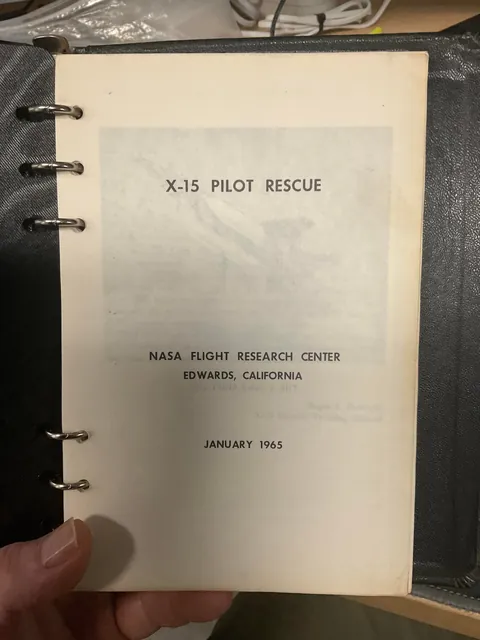 X-15 PILOT RESCUE
NASA FLIGHT RESEARCH CENTER
EDWARDS, CALIFORNIA
JANUARY 1965